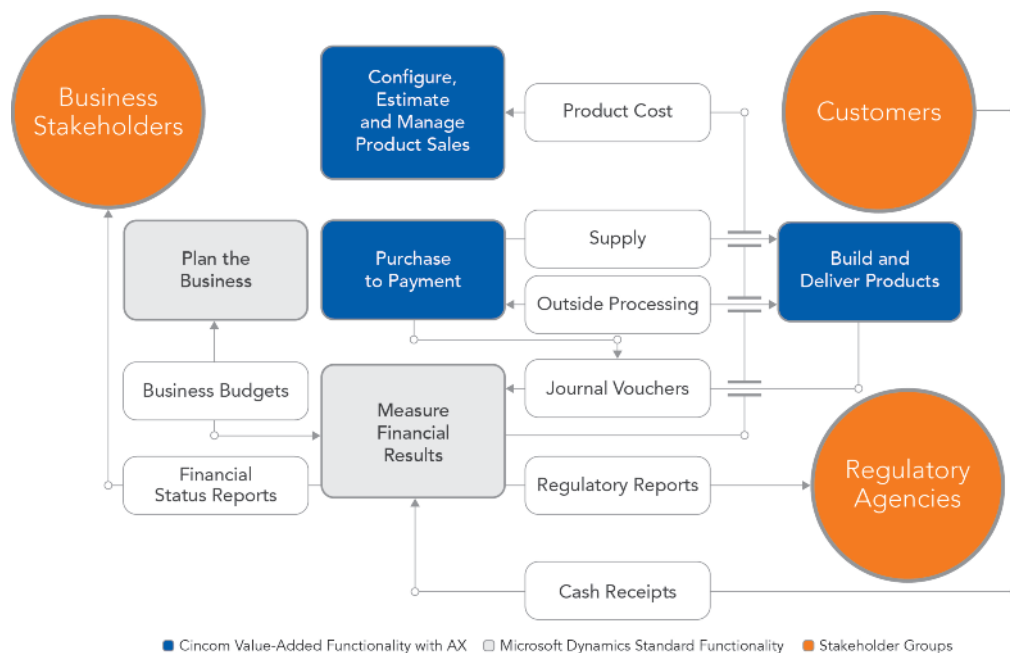 Business
Stakeholders
Configure,
Estimate
and Manage
Product Sales
Product Cost
Customers
Plan the
Business
Purchase
to Payment
Supply
Outside Processing
Build and
Deliver Products
Business Budgets
Measure
Financial
Results
Journal Vouchers
Financial
Status Reports
Regulatory Reports
Regulatory
Agencies
Cash Receipts
Cincom Value-Added Functionality with AX
Microsoft Dynamics Standard Functionality
Stakeholder Groups